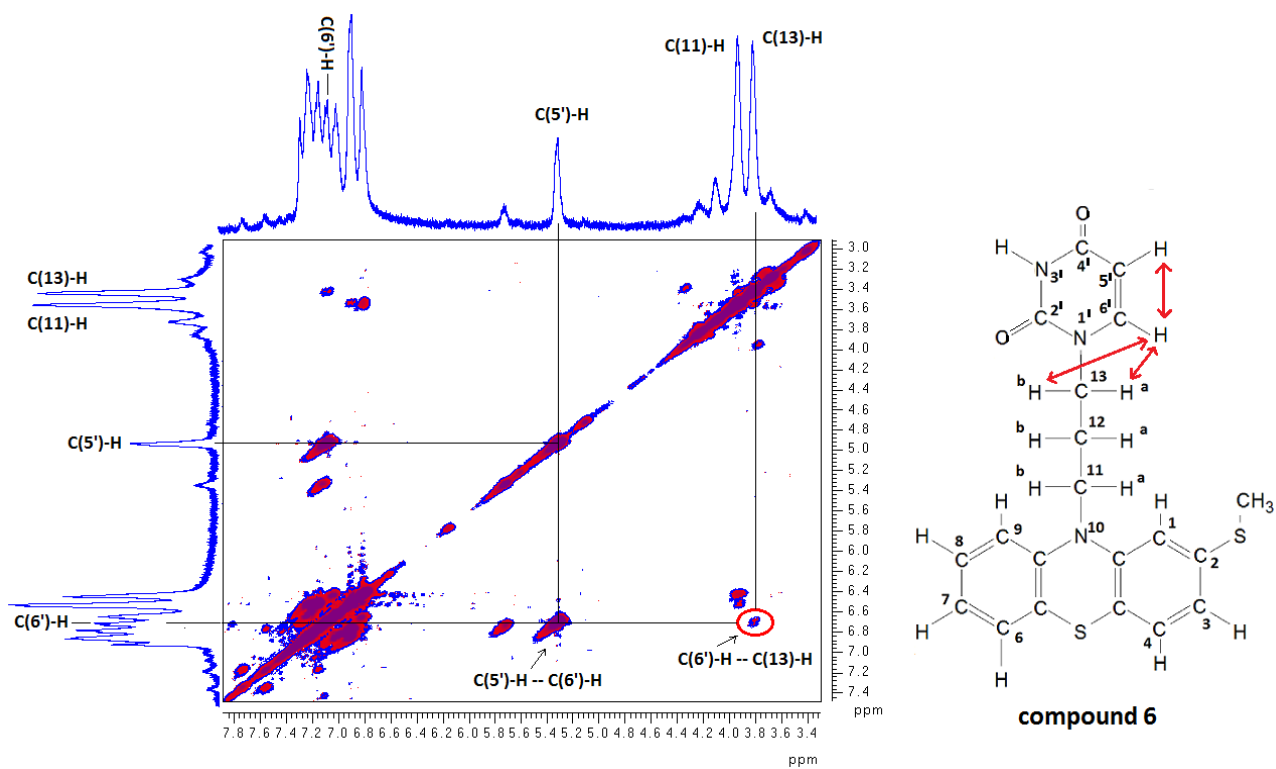 C(6')-H
C(11)-H
C(13)-H
C(5')-H
C(13)-H
C(11)-H
C(5')-H
C(6')-H
3.0
3.2
3.4
3.6
3.8
4.0
4.2
4.4
4.6
4.8
5.0
5.2
5.4
5.6
5.8
6.0
6.2
6.4
6.6
6.8
7.0
7.2
7.4
ppm
C(6')-H -- C(13)-H
C(5')-H -- C(6')-H
7.8 7.6 7.4 7.2 7.0 6.8 6.6 6.4 6.2 6.0 5.8 5.6 5.4 5.2 5.0 4.8 4.6 4.4 4.2 4.0 3.8 3.6 3.4
ppm
O
H C 4' H
N 3' 5' C
C 2' 1' 6' C
O N H
b 13 a
H C H
b 12 a
H C H
b 11 a
H C H
H H CH3
H 9 N 10 1 S
8 C C C C 2
7 C C S C C 3
H 6 4 H
H H
compound 6